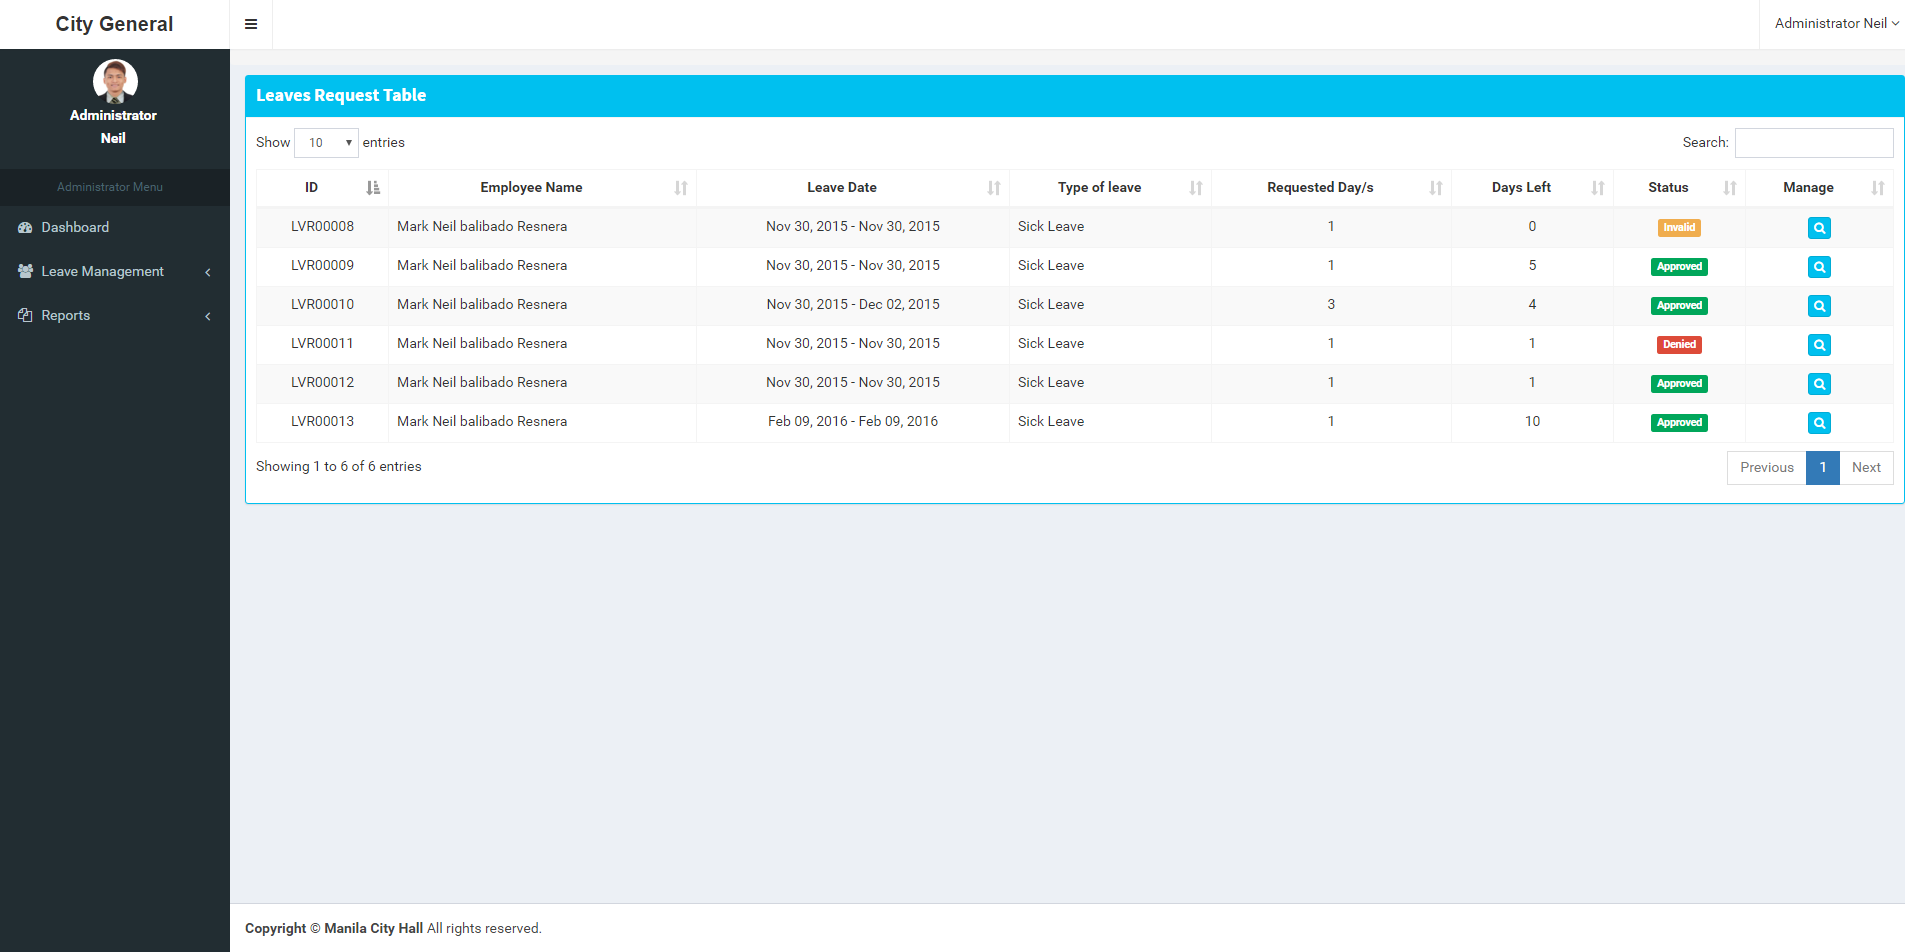 City General
Administrator Neil
Administrator
Neil
Administrator Menu
Dashboard
Leave Management
Reports
Leaves Request Table
Show 10 entries
Search:
ID Employee Name Leave Date Type of leave Requested Day/s Days Left Status Manage
LVR00008 Mark Neil balibado Resnera Nov 30, 2015 - Nov 30, 2015 Sick Leave 1 0 Invalid
LVR00009 Mark Neil balibado Resnera Nov 30, 2015 - Nov 30, 2015 Sick Leave 1 5 Approved
LVR00010 Mark Neil balibado Resnera Nov 30, 2015 - Dec 02, 2015 Sick Leave 3 4 Approved
LVR00011 Mark Neil balibado Resnera Nov 30, 2015 - Nov 30, 2015 Sick Leave 1 1 Denied
LVR00012 Mark Neil balibado Resnera Nov 30, 2015 - Nov 30, 2015 Sick Leave 1 1 Approved
LVR00013 Mark Neil balibado Resnera Feb 09, 2016 - Feb 09, 2016 Sick Leave 1 10 Approved
Showing 1 to 6 of 6 entries
Previous 1 Next
Copyright © Manila City Hall All rights reserved.